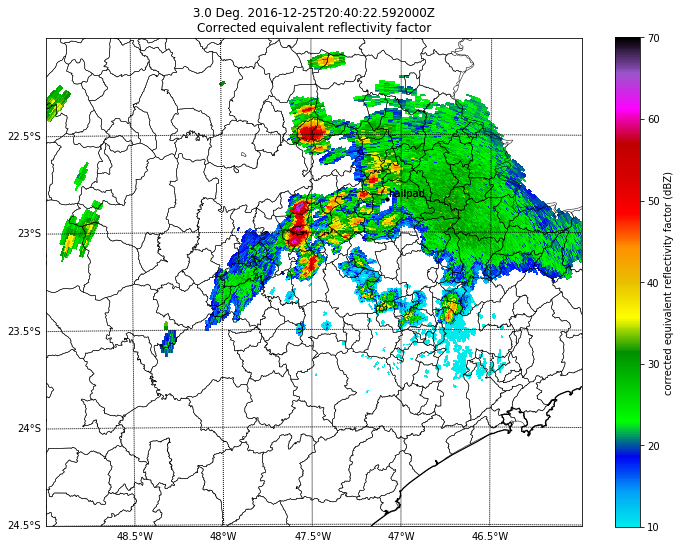 3.0 Deg. 2016-12-25T20:40:22.592000Z
Corrected equivalent reflectivity factor
22.5°S
23°S
23.5°S
24°S
24.5°S
48.5°W
48°W
47.5°W
47°W
46.5°W
70
60
50
40
30
20
10
corrected equivalent reflectivity factor (dBZ)